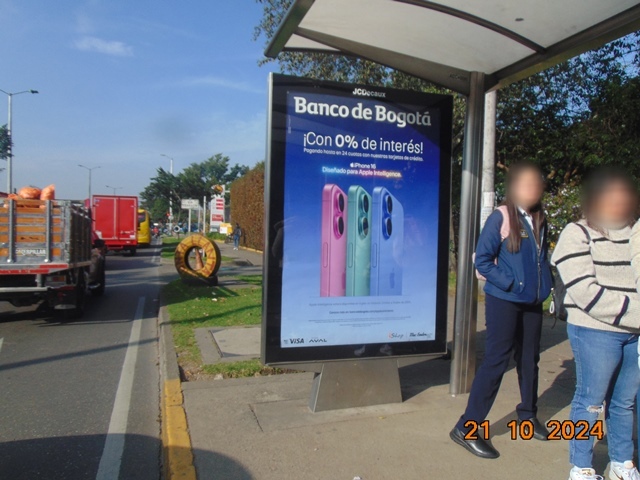 JCDecaux
Banco de Bogotá
¡Con 0% de interés!
Pagando hasta en 24 cuotas con nuestras tarjetas de crédito.
iPhone 16
Diseñado para Apple Intelligence.
VISA AVAL
CATERPILLAR
21 10 2024